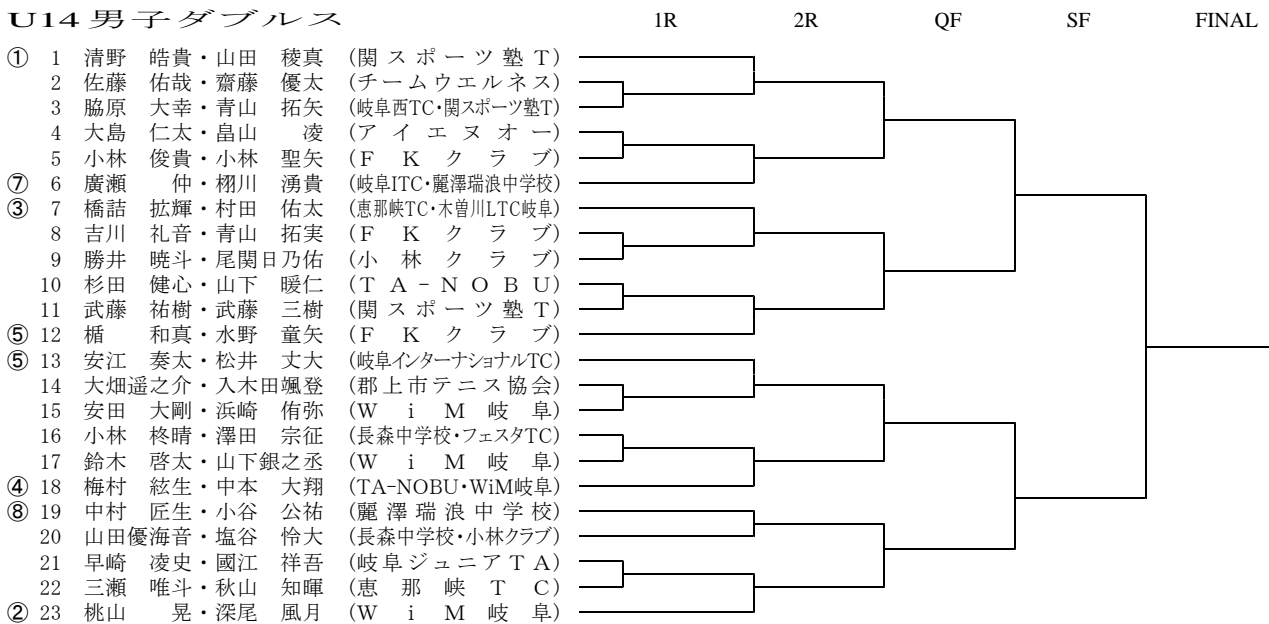 U14男子ダブルス 1R 2R QF SF FINAL
① 1 清野 皓貴・山田 稜真 (関スポーツ塾T)
2 佐藤 佑哉・齋藤 優太 (チームウエルネス)
3 脇原 大幸・青山 拓矢 (岐阜西TC・関スポーツ塾T)
4 大島 仁太・畠山 凌 (アイエヌオー)
5 小林 俊貴・小林 聖矢 (FKクラブ)
⑦ 6 廣瀬 仲・栩川 湧貴 (岐阜ITC・麗澤瑞浪中学校)
③ 7 橋詰 拡輝・村田 佑太 (恵那峡TC・木曽川LTC岐阜)
8 吉川 礼音・青山 拓実 (FKクラブ)
9 勝井 暁斗・尾関日乃佑 (小林クラブ)
10 杉田 健心・山下 暖仁 (TA-NOBU)
11 武藤 祐樹・武藤 三樹 (関スポーツ塾T)
⑤ 12 楯 和真・水野 童矢 (FKクラブ)
⑤ 13 安江 奏太・松井 丈大 (岐阜インターナショナルTC)
14 大畑遥之介・入木田颯登 (郡上市テニス協会)
15 安田 大剛・浜崎 侑弥 (WiM岐阜)
16 小林 柊晴・澤田 宗征 (長森中学校・フェスタTC)
17 鈴木 啓太・山下銀之丞 (WiM岐阜)
④ 18 梅村 紘生・中本 大翔 (TA-NOBU・WiM岐阜)
⑧ 19 中村 匠生・小谷 公祐 (麗澤瑞浪中学校)
20 山田優海音・塩谷 怜大 (長森中学校・小林クラブ)
21 早崎 凌史・國江 祥吾 (岐阜ジュニアTA)
22 三瀬 唯斗・秋山 知暉 (恵那峡TC)
② 23 桃山 晃・深尾 風月 (WiM岐阜)